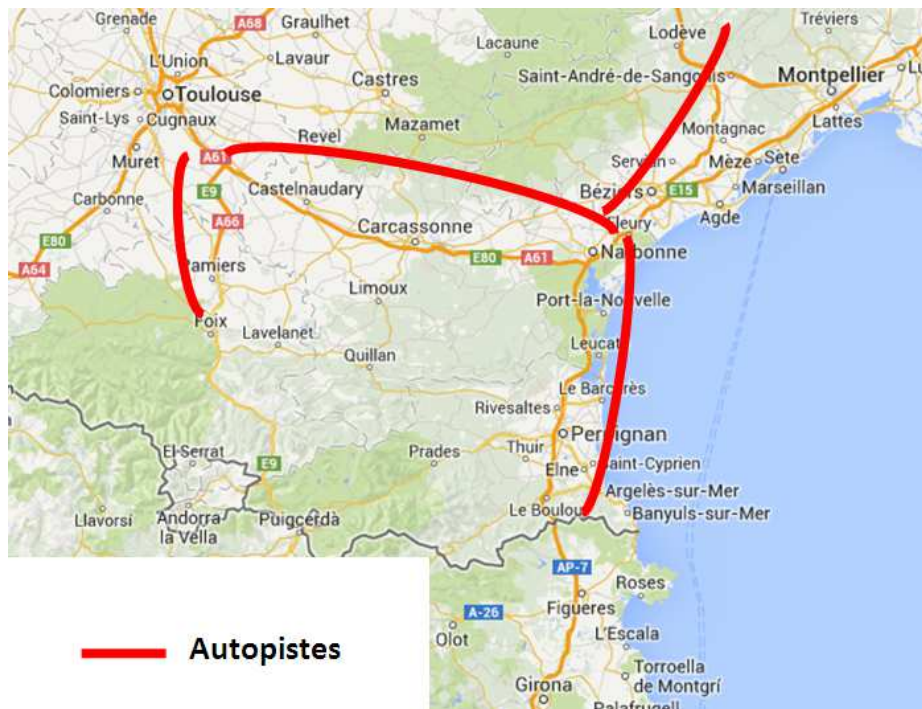 Grenade
A68
Graulhet
Lodève
Tréviers
L'Union
Lavaur
Lacaune
Saint-André-de-Sangonis
Montpellier
Colomiers
Toulouse
Castres
Saint-Lys
Cugnaux
Lattes
Revel
Mazamet
Montagnac
Muret
A61
Servian
Mèze
Sète
E9
Castelnaudary
Béziers
E15
Marseillan
Carbonne
A66
Carcassonne
Fleury
Agde
E80
E80
A61
Narbonne
A64
Pamiers
Limoux
Port-la-Nouvelle
Foix
Lavelanet
Quillan
Leucat
Le Barcarès
Rivesaltes
Perpignan
El-Serrat
E9
Prades
Thuir
Elne
Saint-Cyprien
Llavorsí
Andorra
la Vella
Puigcerdà
Le Boulou
Argelès-sur-Mer
Banyuls-sur-Mer
AP-7
Roses
A-26
Figueres
Olot
L'Escala
Autopistes
Torroella
de Montgrí
Girona
Palafrugell